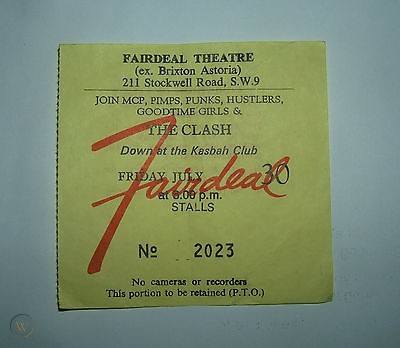 FAIRDEAL THEATRE
(ex. Brixton Astoria)
211 Stockwell Road, S.W.9
JOIN MCP, PIMPS, PUNKS, HUSTLERS,
GOODTIME GIRLS &
THE CLASH
Down at the Kasbah Club
FRIDAY, JULY 30
Fairdeal
at 6.00 p.m.
STALLS
No 2023
No cameras or recorders
This portion to be retained (P.T.O.)